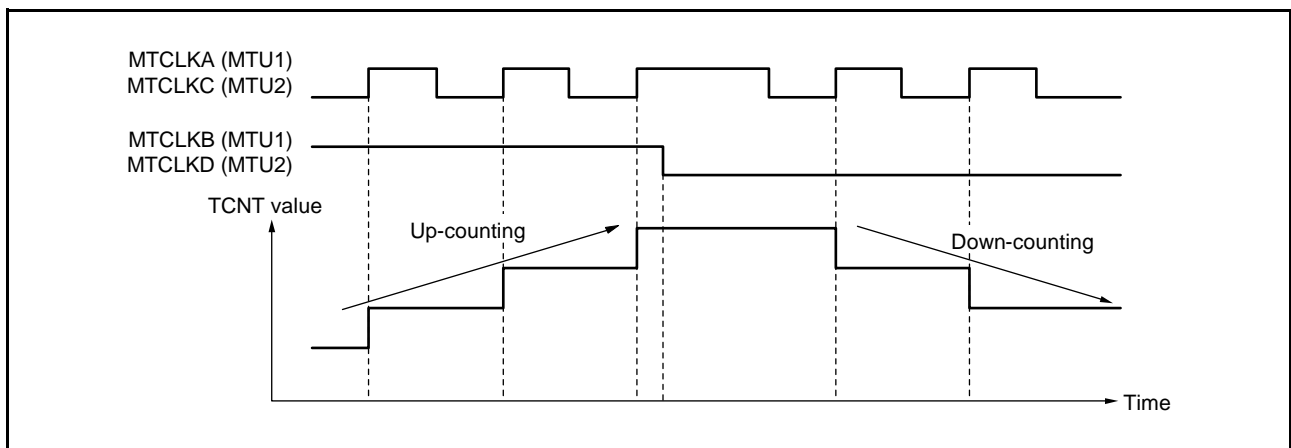 MTCLKA (MTU1)
MTCLKC (MTU2)
MTCLKB (MTU1)
MTCLKD (MTU2)
TCNT value
Up-counting
Down-counting
Time